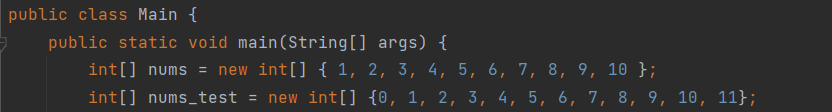 public class Main {
public static void main(String[] args) {
int[] nums = new int[] { 1, 2, 3, 4, 5, 6, 7, 8, 9, 10 };
int[] nums_test = new int[] {0, 1, 2, 3, 4, 5, 6, 7, 8, 9, 10, 11};